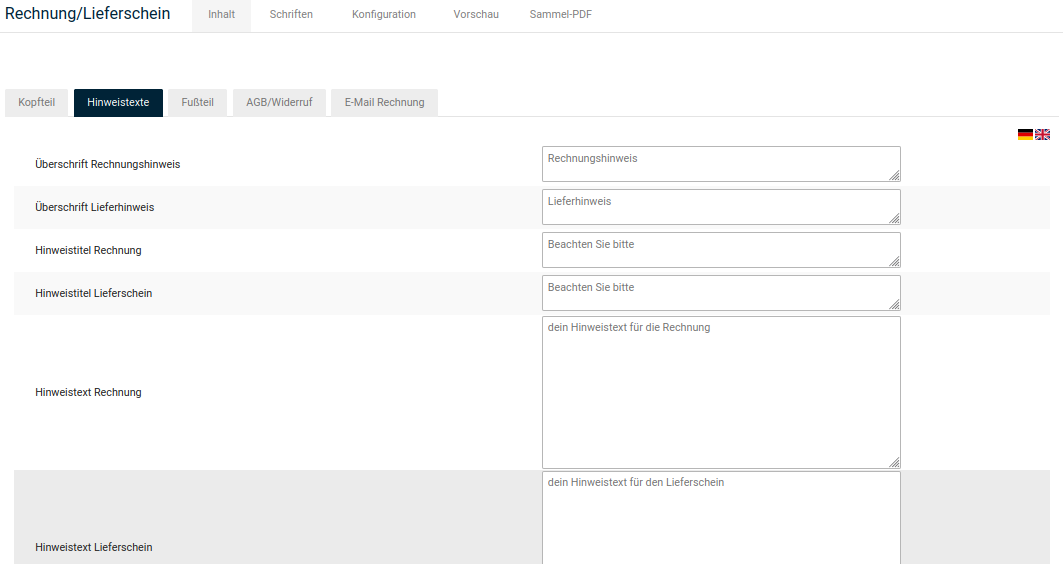 Rechnung/Lieferschein Inhalt Schriften Konfiguration Vorschau Sammel-PDF
Kopfteil Hinweistexte Fußteil AGB/Widerruf E-Mail Rechnung
Überschrift Rechnungshinweis Rechnungshinweis
Überschrift Lieferhinweis Lieferhinweis
Hinweistitel Rechnung Beachten Sie bitte
Hinweistitel Lieferschein Beachten Sie bitte
Hinweistext Rechnung dein Hinweistext für die Rechnung
Hinweistext Lieferschein dein Hinweistext für den Lieferschein